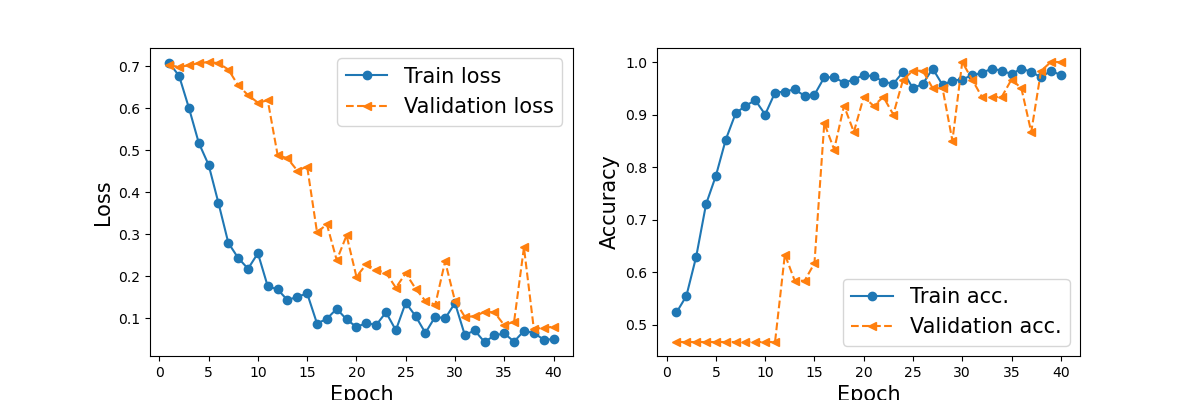 0.7
0.6
0.5
0.4
0.3
0.2
0.1
Loss
0 5 10 15 20 25 30 35 40
Epoch
Train loss
Validation loss
1.0
0.9
0.8
0.7
0.6
0.5
Accuracy
0 5 10 15 20 25 30 35 40
Epoch
Train acc.
Validation acc.